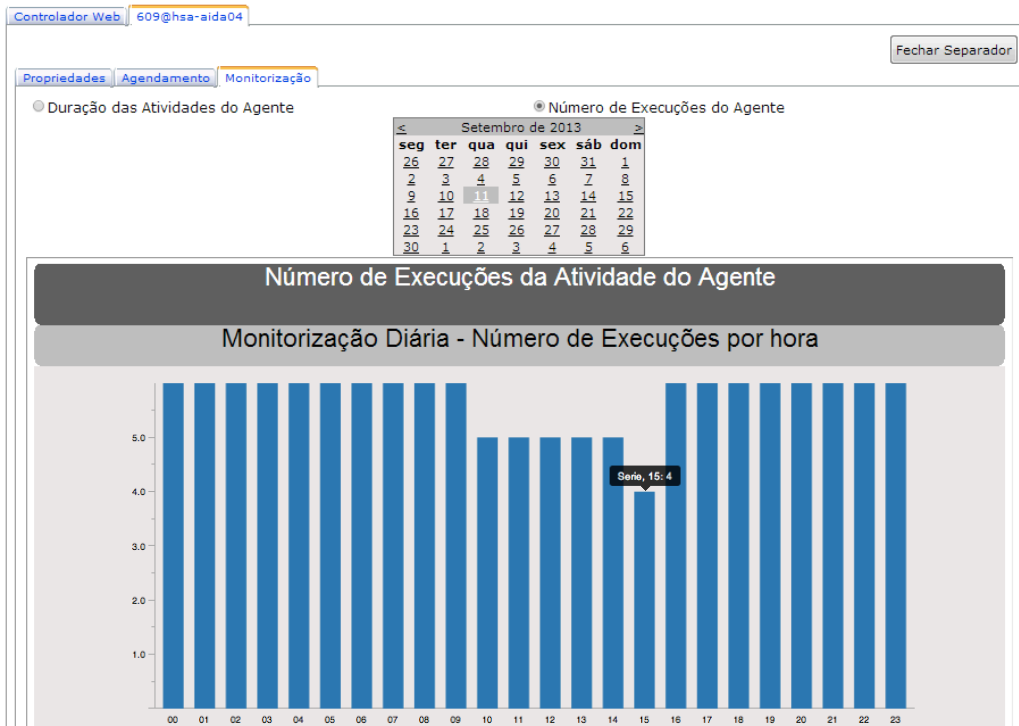 Controlador Web 609@hsa-aida04
Fechar Separador
Propriedades Agendamento Monitorização
Duração das Atividades do Agente Número de Execuções do Agente
< Setembro de 2013 >
seg ter qua qui sex sáb dom
26 27 28 29 30 31 1
2 3 4 5 6 7 8
9 10 11 12 13 14 15
16 17 18 19 20 21 22
23 24 25 26 27 28 29
30 1 2 3 4 5 6
Número de Execuções da Atividade do Agente
Monitorização Diária - Número de Execuções por hora
5.0
Serie, 15: 4
4.0
3.0
2.0
1.0
00 01 02 03 04 05 06 07 08 09 10 11 12 13 14 15 16 17 18 19 20 21 22 23